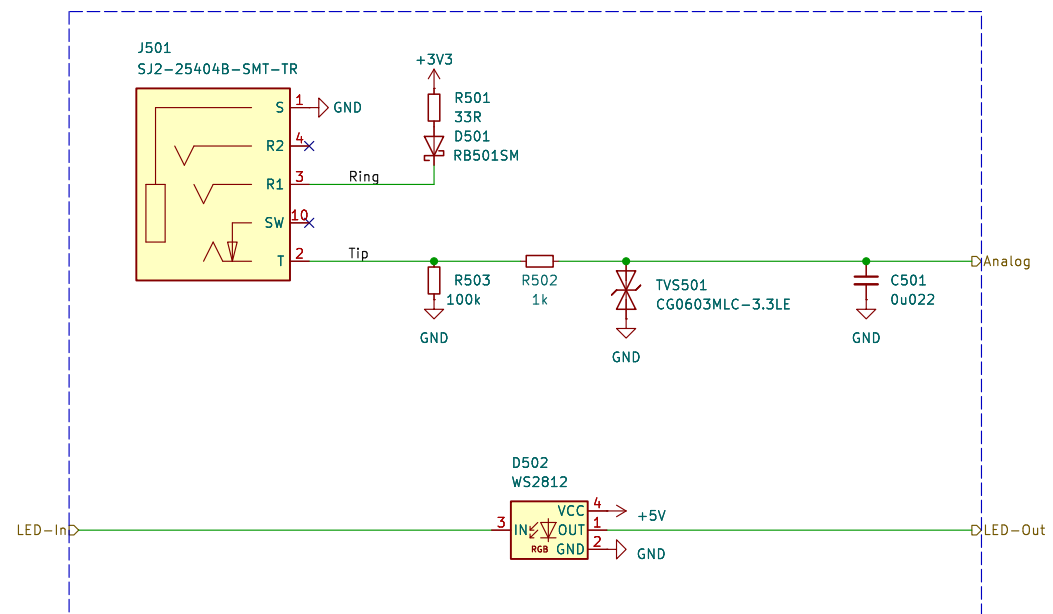 J501
SJ2-25404B-SMT-TR
S
1
GND
R2
4
R1
3
Ring
SW
10
T
2
Tip
+3V3
R501
33R
D501
RB501SM
R503
100k
GND
R502
1k
TVS501
CG0603MLC-3.3LE
GND
C501
0u022
GND
Analog
D502
WS2812
LED-In
3
IN
RGB
VCC
4
+5V
OUT
1
GND
2
GND
LED-Out